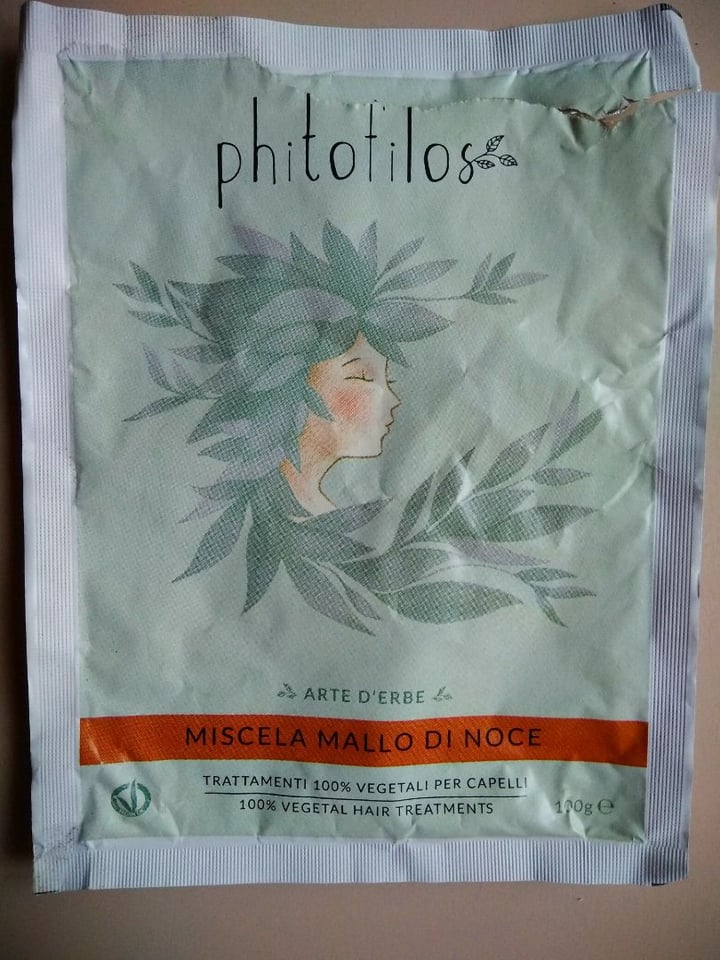 phitofilos
ARTE D'ERBE
MISCELA MALLO DI NOCE
TRATTAMENTI 100% VEGETALI PER CAPELLI
100% VEGETAL HAIR TREATMENTS
100g ℮